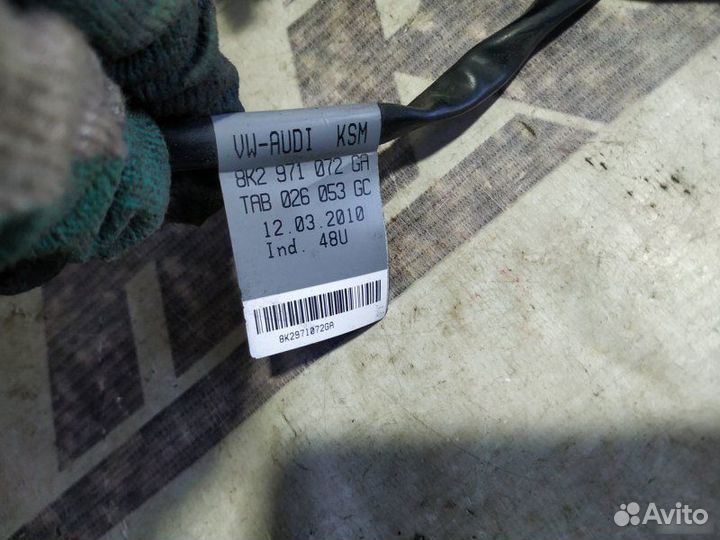 VW-AUDI KSM
8K2 971 072 GA
TAB 026 053 GC
12.03.2010
Ind. 48U
8K2971072GA
Avito